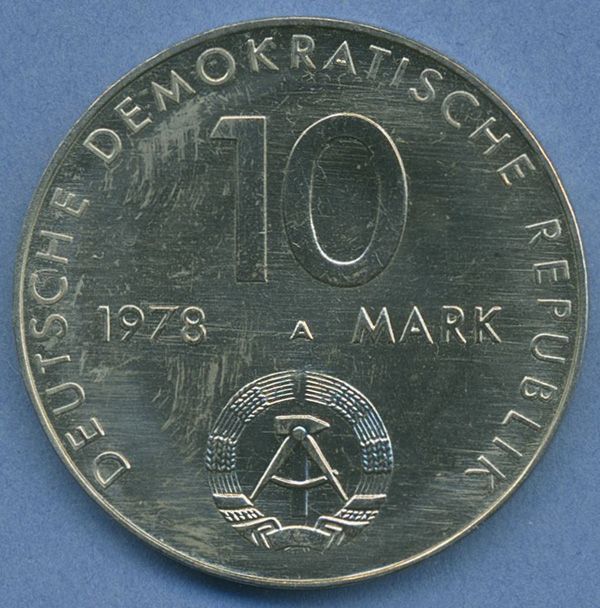 DEUTSCHE DEMOKRATISCHE REPUBLIK
10
1978 A MARK